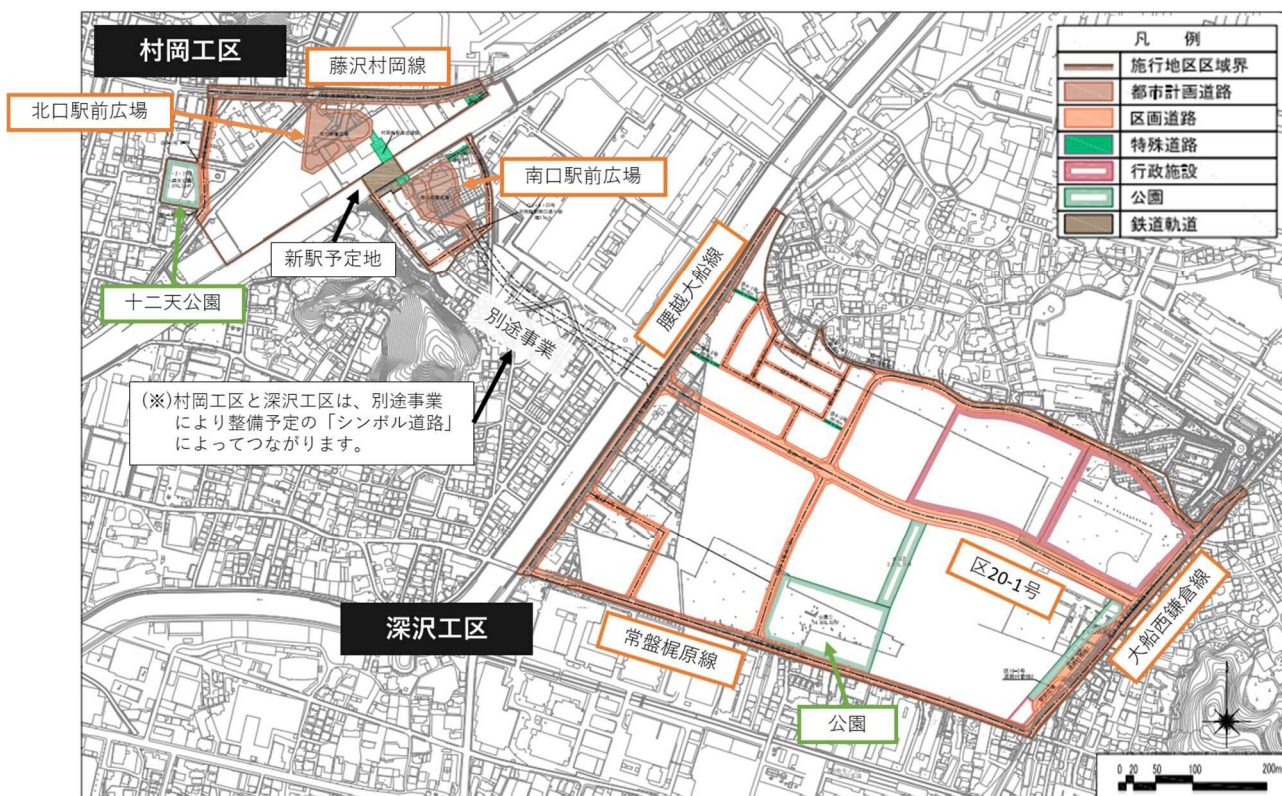 村岡工区
藤沢村岡線
北口駅前広場
南口駅前広場
新駅予定地
十二天公園
別途事業
(※)村岡工区と深沢工区は、別途事業
により整備予定の「シンボル道路」
によってつながります。
腰越大船線
深沢工区
常盤梶原線
公園
区20-1号
大船西鎌倉線
凡 例
施行地区区域界
都市計画道路
区画道路
特殊道路
行政施設
公園
鉄道軌道
0 20 50 100 200m